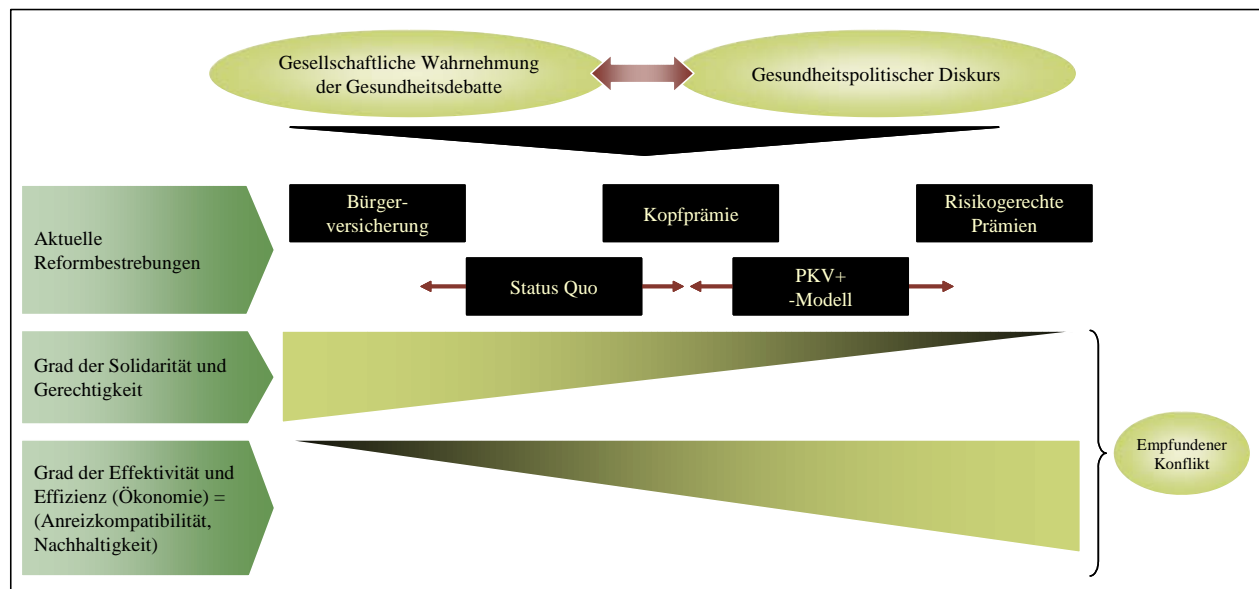 Gesellschaftliche Wahrnehmung
der Gesundheitsdebatte
Gesundheitspolitischer Diskurs
Aktuelle
Reformbestrebungen
Bürger-
versicherung
Kopfprämie
Risikogerechte
Prämien
Status Quo
PKV+
-Modell
Grad der Solidarität und
Gerechtigkeit
Grad der Effektivität und
Effizienz (Ökonomie) =
(Anreizkompatibilität,
Nachhaltigkeit)
Empfundener
Konflikt